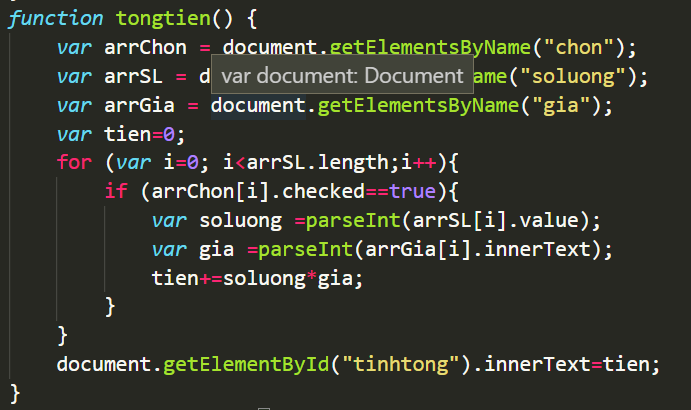 function tongtien() {
    var arrChon = document.getElementsByName("chon");
    var arrSL = d ame("soluong");
var document: Document
    var arrGia = document.getElementsByName("gia");
    var tien=0;
    for (var i=0; i<arrSL.length;i++){
        if (arrChon[i].checked==true){
            var soluong =parseInt(arrSL[i].value);
            var gia =parseInt(arrGia[i].innerText);
            tien+=soluong*gia;
        }
    }
    document.getElementById("tinhtong").innerText=tien;
}